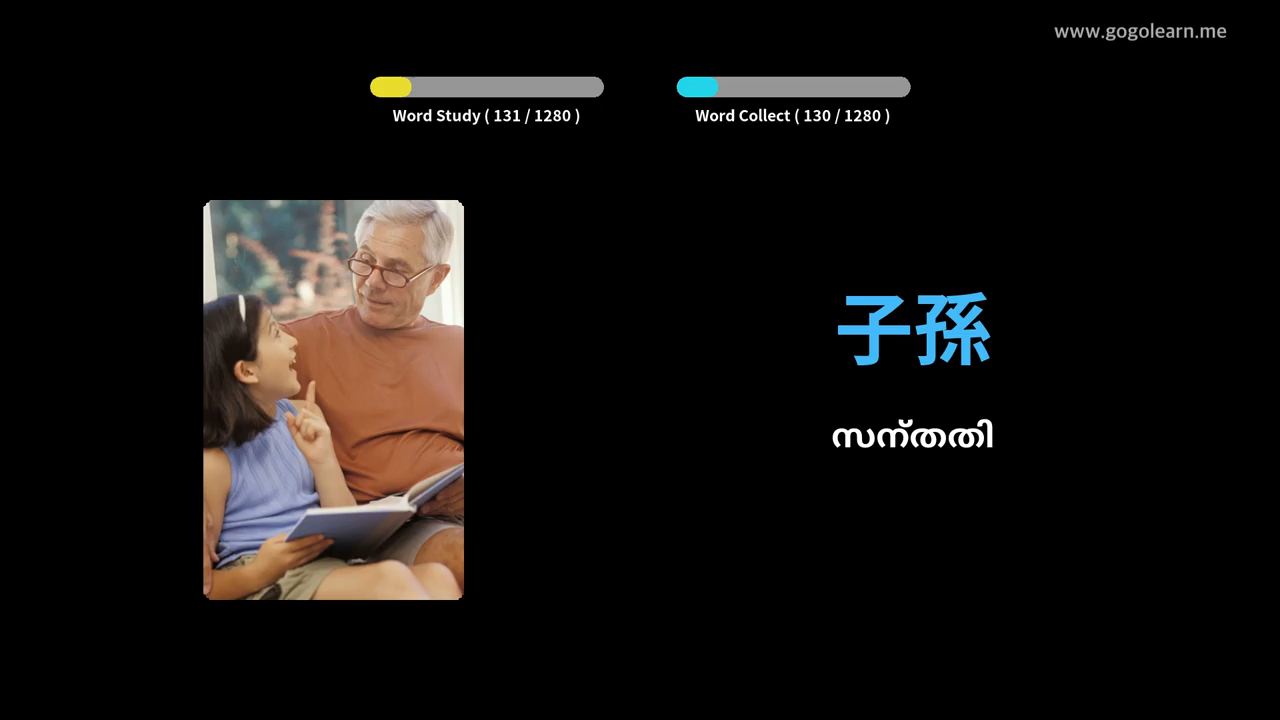 www.gogolearn.me
Word Study ( 131 / 1280 )
Word Collect ( 130 / 1280 )
子孫
സന്തതി